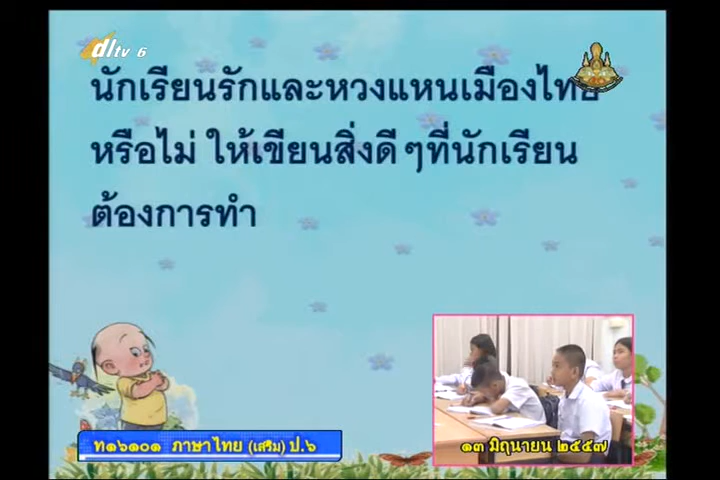 dltv 6
นักเรียนรักและหวงแหนเมืองไทย
หรือไม่ ให้เขียนสิ่งดีๆที่นักเรียน
ต้องการทำ
ท๑๖๑๐๑ ภาษาไทย (เสริม) ป.๖
๑๓ มิถุนายน ๒๕๕๗